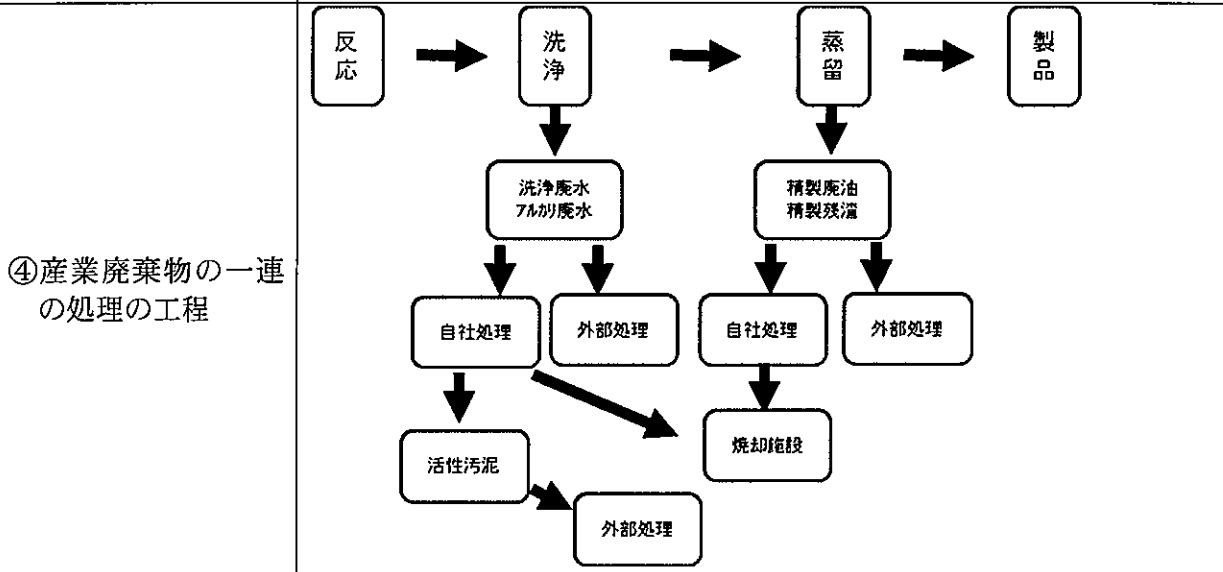 ④産業廃棄物の一連
の処理の工程
反応
洗浄
蒸留
製品
洗浄廃水
アルカリ廃水
精製廃油
精製残渣
自社処理
外部処理
自社処理
外部処理
活性汚泥
焼却施設
外部処理